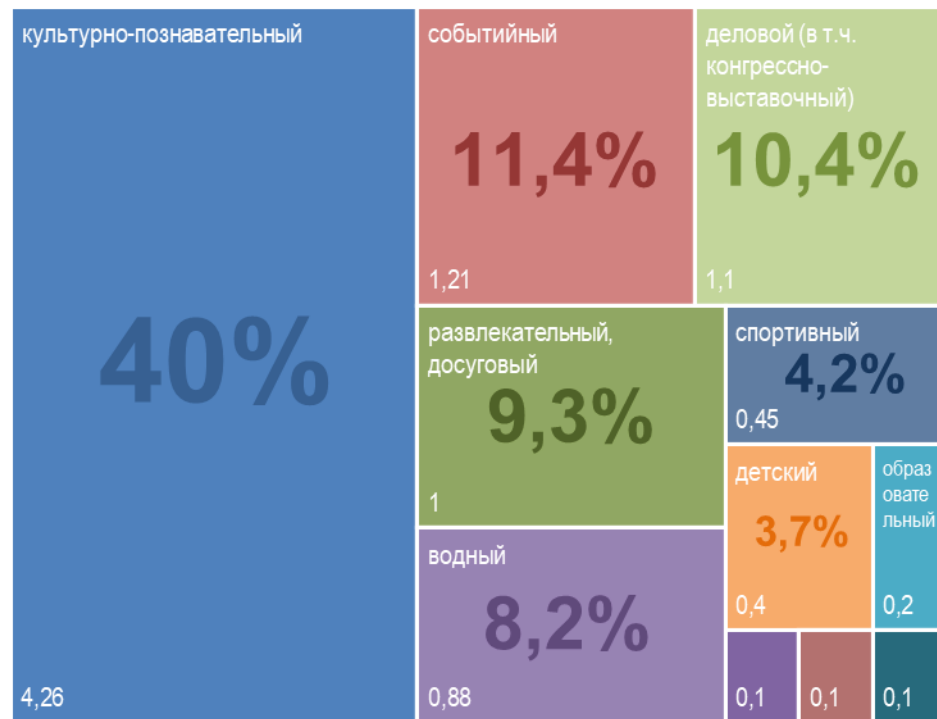 культурно-познавательный
40%
4,26
событийный
11,4%
1,21
деловой (в т.ч.
конгрессно-
выставочный)
10,4%
1,1
развлекательный,
досуговый
9,3%
1
спортивный
4,2%
0,45
водный
8,2%
0,88
детский
3,7%
0,4
образ
овате
льный
0,2
0,1
0,1
0,1